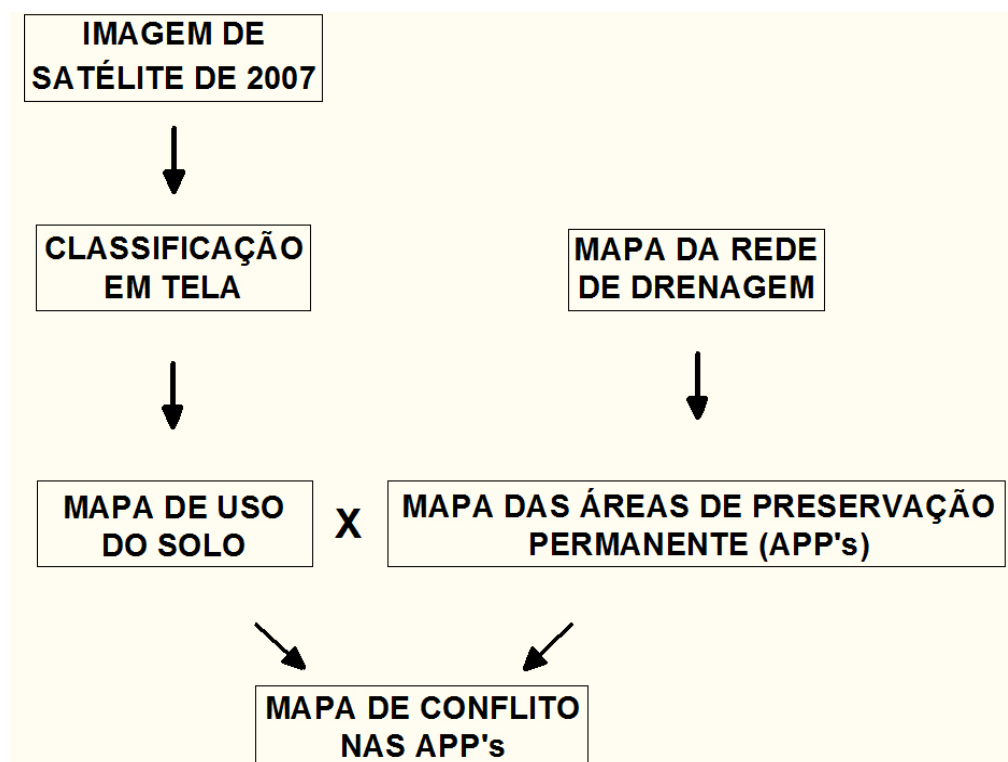 IMAGEM DE
SATÉLITE DE 2007
CLASSIFICAÇÃO
EM TELA
MAPA DA REDE
DE DRENAGEM
MAPA DE USO
DO SOLO
X
MAPA DAS ÁREAS DE PRESERVAÇÃO
PERMANENTE (APP's)
MAPA DE CONFLITO
NAS APP's